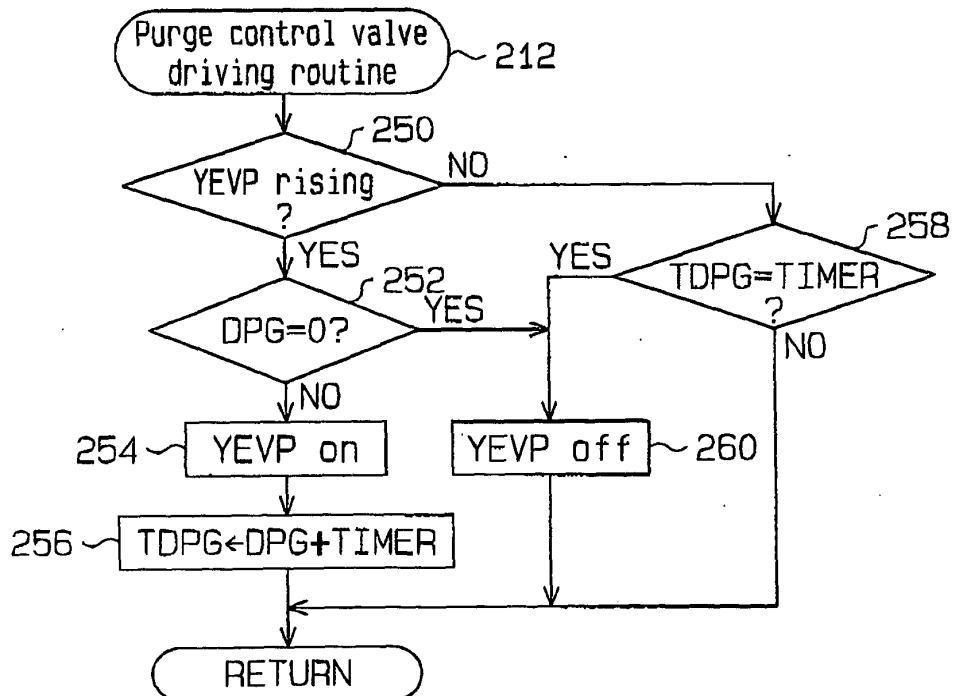 Purge control valve
driving routine
212
250
YEVP rising
?
NO
YES
258
TDPG=TIMER
?
YES
NO
252
DPG=0?
YES
NO
254
YEVP on
YEVP off
260
256
TDPG←DPG+TIMER
RETURN